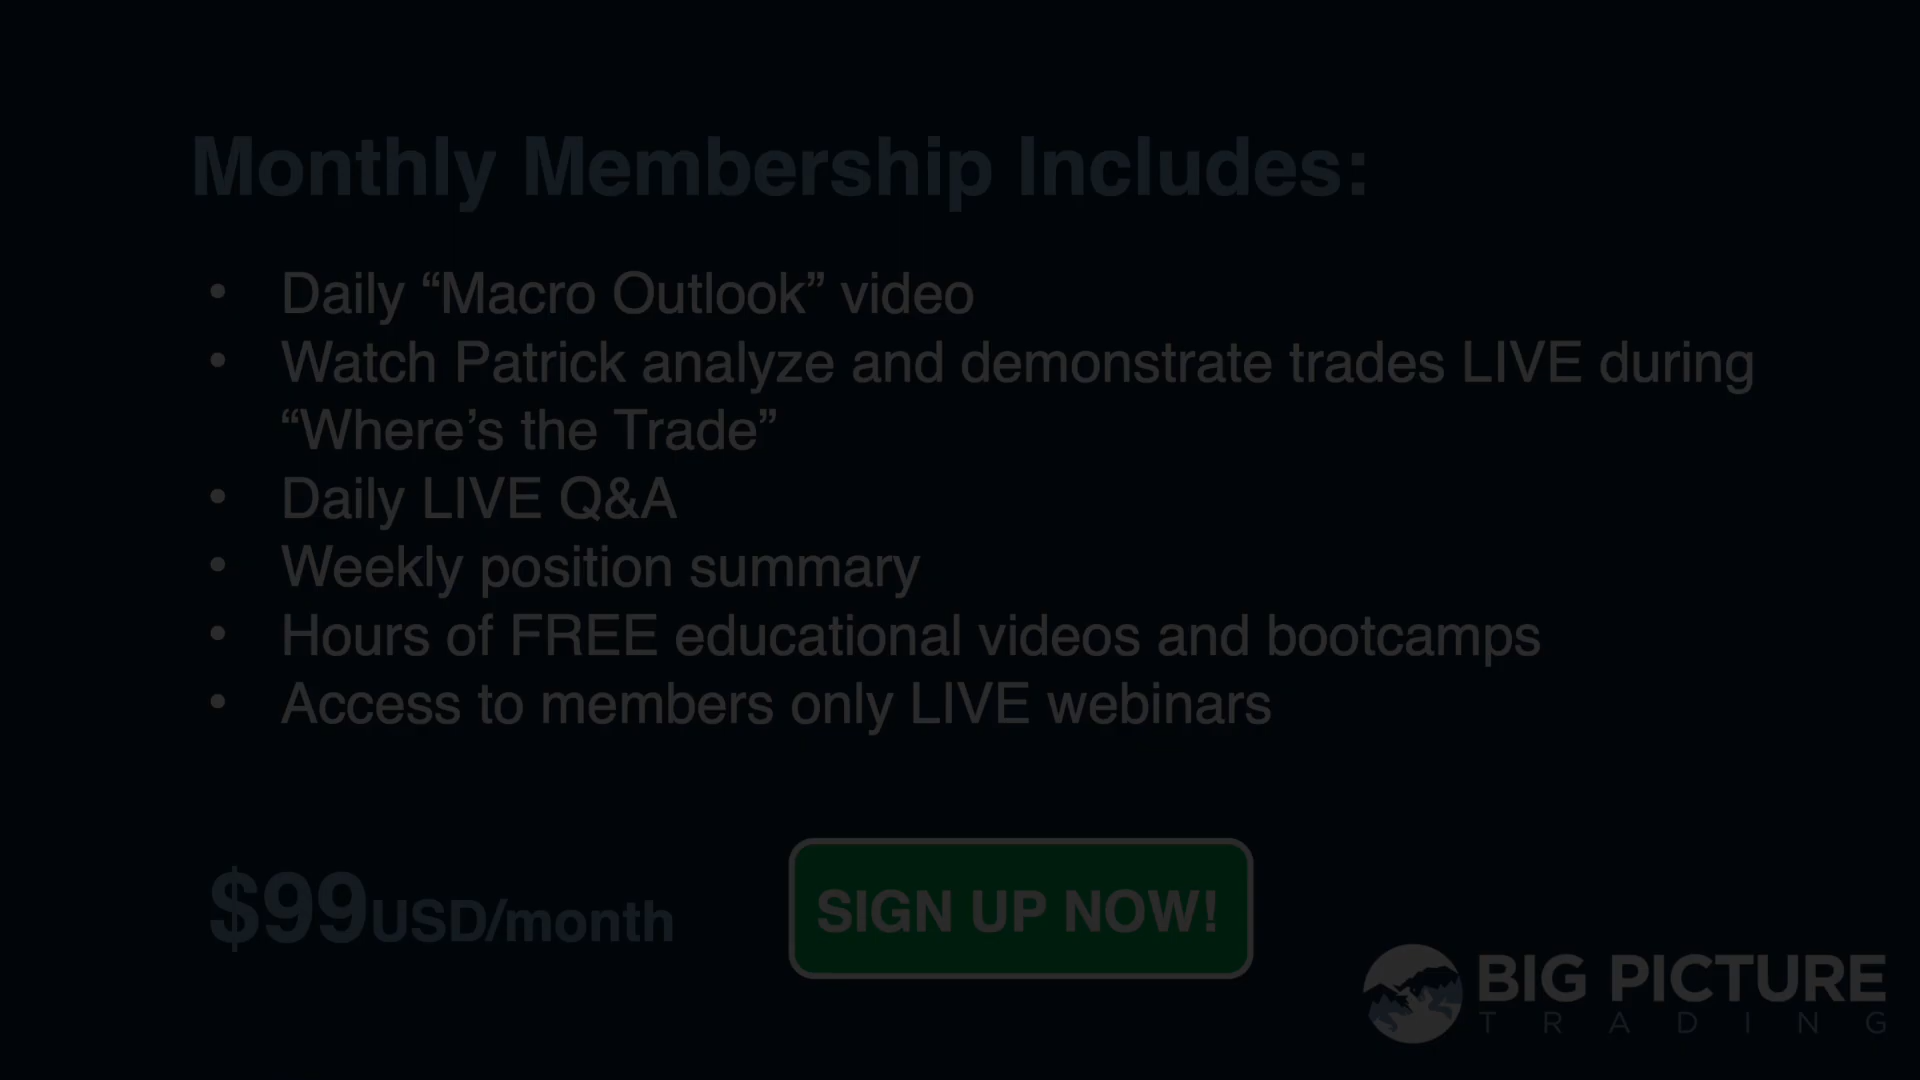 Monthly Membership Includes:
• Daily “Macro Outlook” video
• Watch Patrick analyze and demonstrate trades LIVE during
“Where’s the Trade”
• Daily LIVE Q&A
• Weekly position summary
• Hours of FREE educational videos and bootcamps
• Access to members only LIVE webinars
$99USD/month
SIGN UP NOW!
BIG PICTURE
TRADING